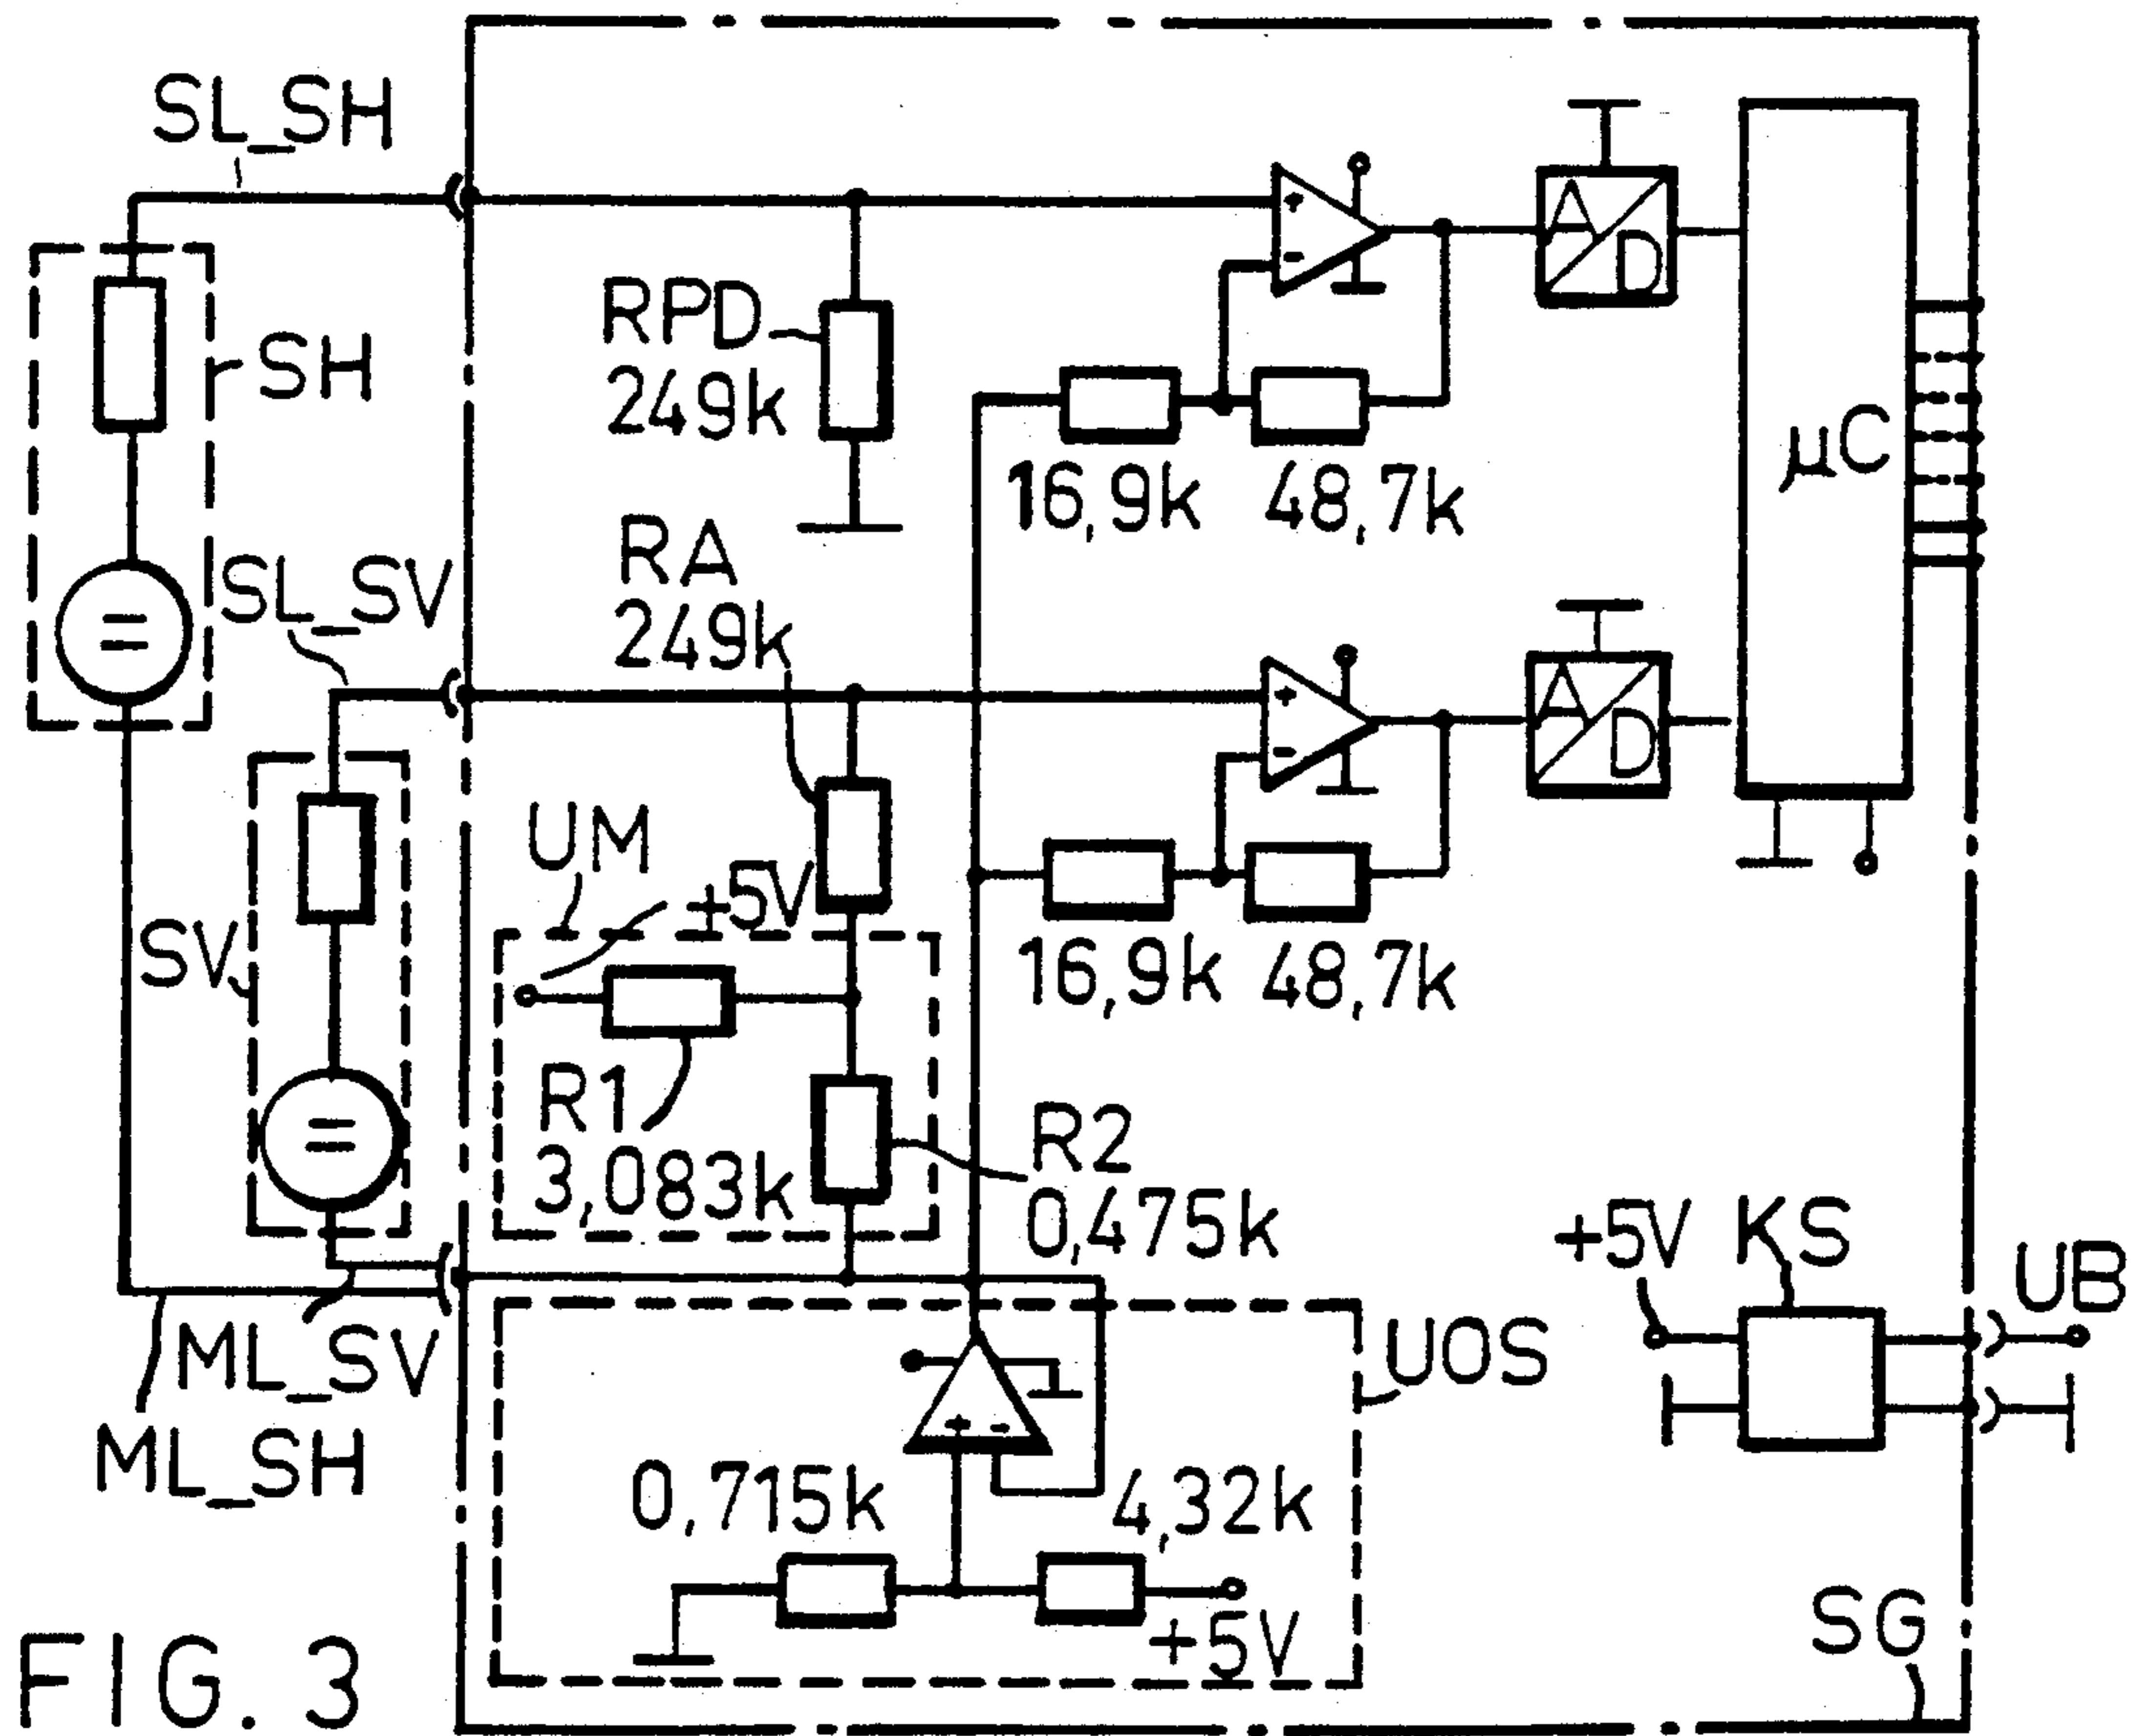 SL_SH
A
D
RPD
249k
SH
µC
16,9k 48,7k
RA
249k
SL_SV
A
D
UM
+5V
SV
16,9k 48,7k
R1
3,083k
R2
0,475k
+5V KS
UB
UOS
ML_SV
ML_SH
+ -
0,715k
4,32k
+5V
SG
FIG. 3